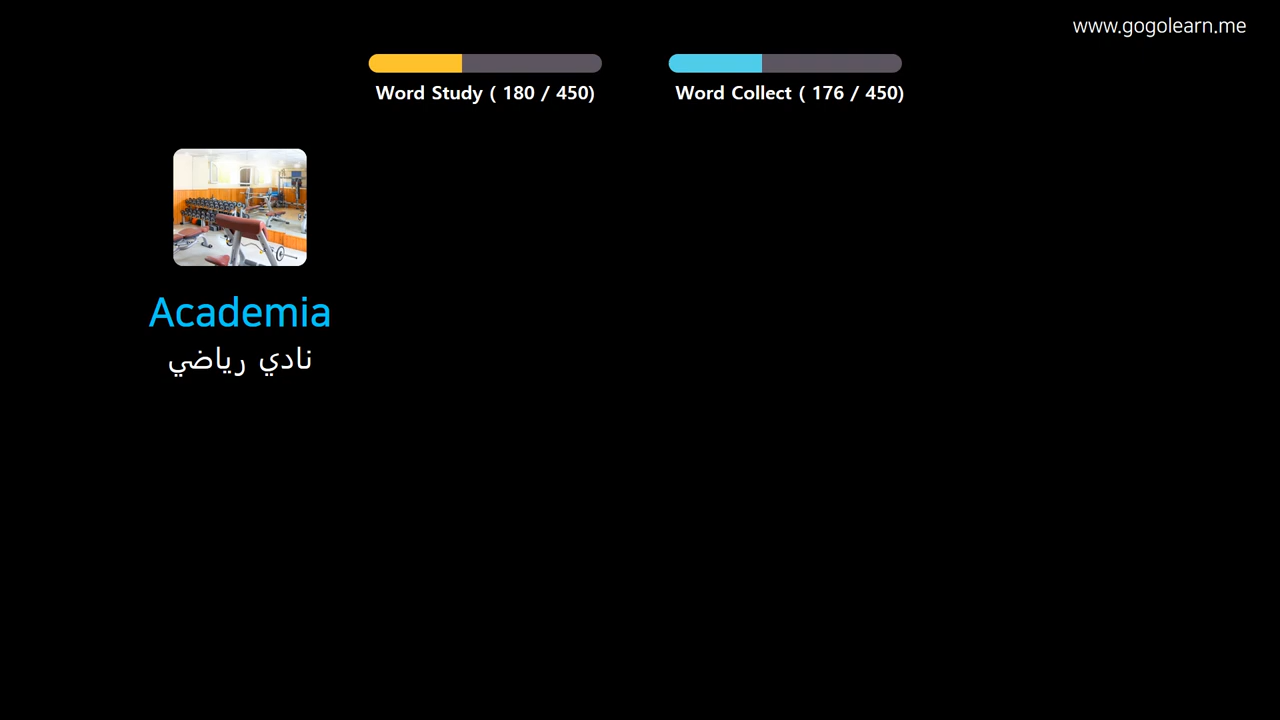 www.gogolearn.me
Word Study ( 180 / 450)
Word Collect ( 176 / 450)
Academia
نادي رياضي